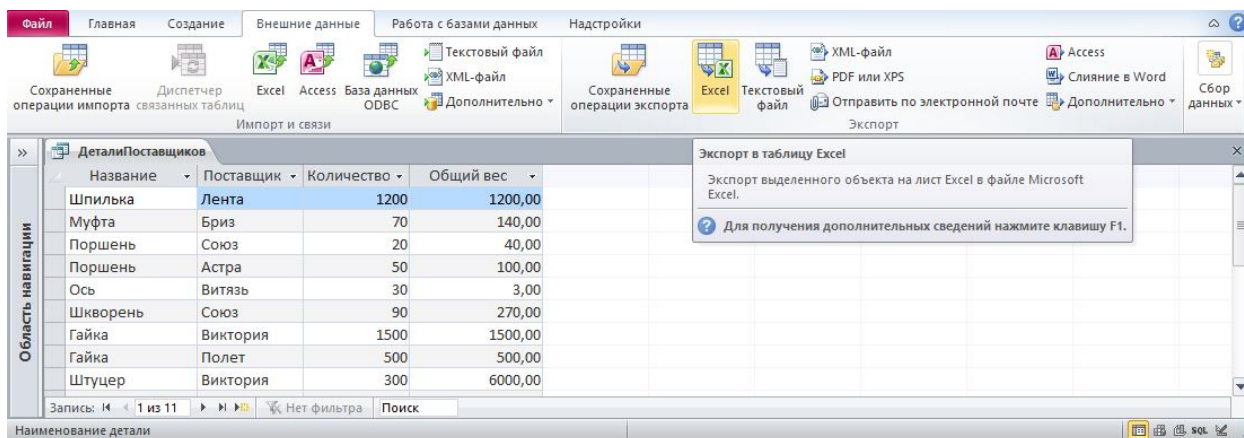 Файл Главная Создание Внешние данные Работа с базами данных Надстройки
Сохраненные операции импорта
Диспетчер связанных таблиц
Excel
Access
База данных ODBC
Текстовый файл
XML-файл
Дополнительно
Импорт и связи
Сохраненные операции экспорта
Excel
Текстовый файл
XML-файл
PDF или XPS
Отправить по электронной почте
Access
Слияние в Word
Дополнительно
Экспорт
Сбор данных
Область навигации
ДеталиПоставщиков
Название Поставщик Количество Общий вес
Шпилька Лента 1200 1200,00
Муфта Бриз 70 140,00
Поршень Союз 20 40,00
Поршень Астра 50 100,00
Ось Витязь 30 3,00
Шкворень Союз 90 270,00
Гайка Виктория 1500 1500,00
Гайка Полет 500 500,00
Штуцер Виктория 300 6000,00
Экспорт в таблицу Excel
Экспорт выделенного объекта на лист Excel в файле Microsoft
Excel.
Для получения дополнительных сведений нажмите клавишу F1.
Запись: 1 из 11 Нет фильтра Поиск
Наименование детали SQL